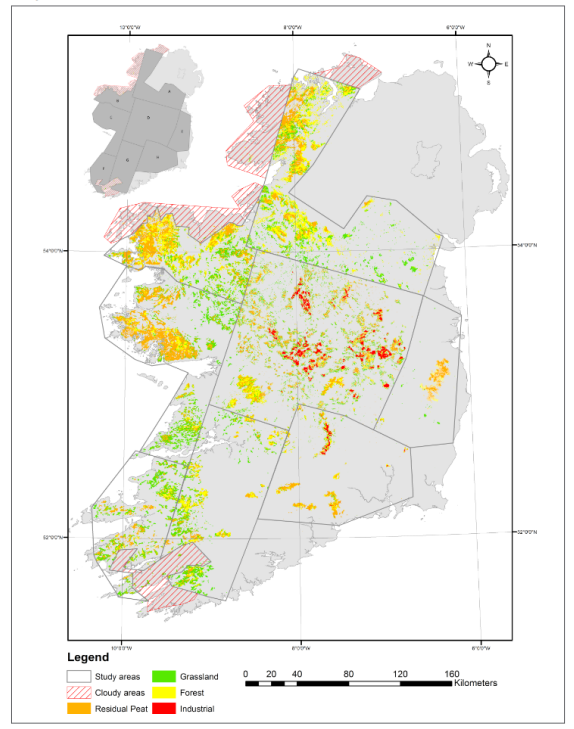 12°0'0"W
8°0'0"W
6°0'0"W
N
W
E
S
54°0'0"N
54°0'0"N
52°0'0"N
52°0'0"N
10°0'0"W
8°0'0"W
6°0'0"W
Legend
Study areas
Cloudy areas
Residual Peat
Grassland
Forest
Industrial
0 20 40 80 120 160
Kilometers